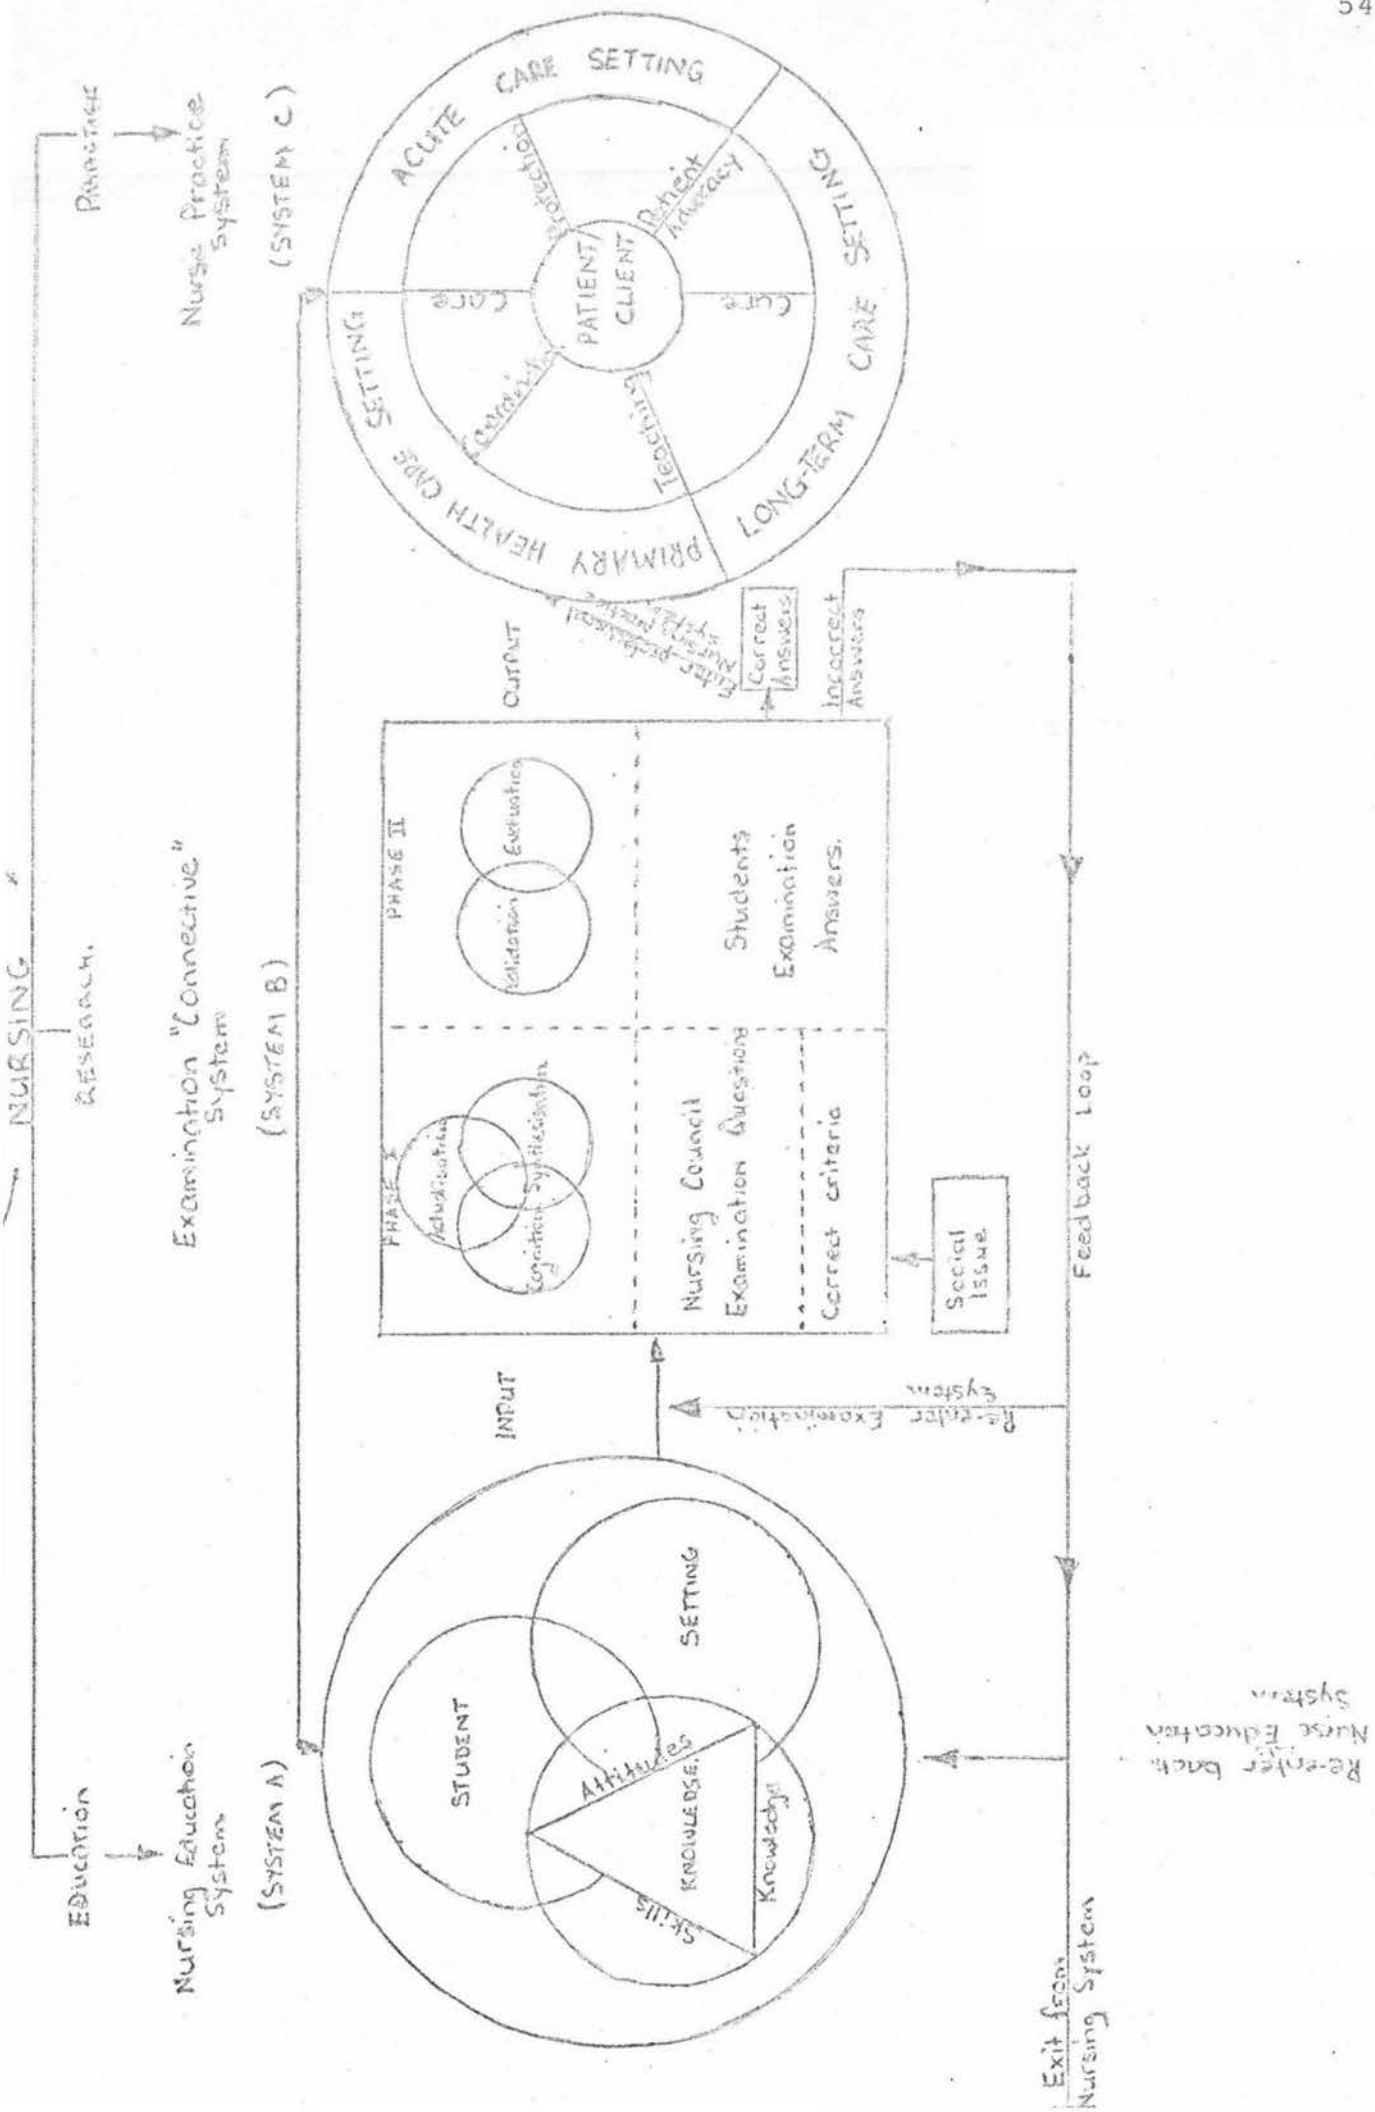 54
NURSING
EDUCATION
RESEARCH.
PRACTICE
Nursing Education
System
(SYSTEM A)
Examination "Connective"
System
(SYSTEM B)
Nurse Practice
System
(SYSTEM C)
STUDENT
SETTING
Attitudes
Skills
KNOWLEDGE
Knowledge
INPUT
PHASE I
Cognition
Synthesisation
Nursing Council
Examination Questions
Correct criteria
Social
Issue
PHASE II
Validation
Evaluation
Students
Examination
Answers.
OUTPUT
Correct
Answers
Incorrect
Answers
ACUTE CARE SETTING
PRIMARY HEALTH CARE SETTING
LONG-TERM CARE SETTING
PATIENT/
CLIENT
Care
Protection
Patient
Advocacy
Cure
Teaching
Feedback Loop
Re-enter Examination
System
Re-enter back
Nurse Education
System
Exit from
Nursing System